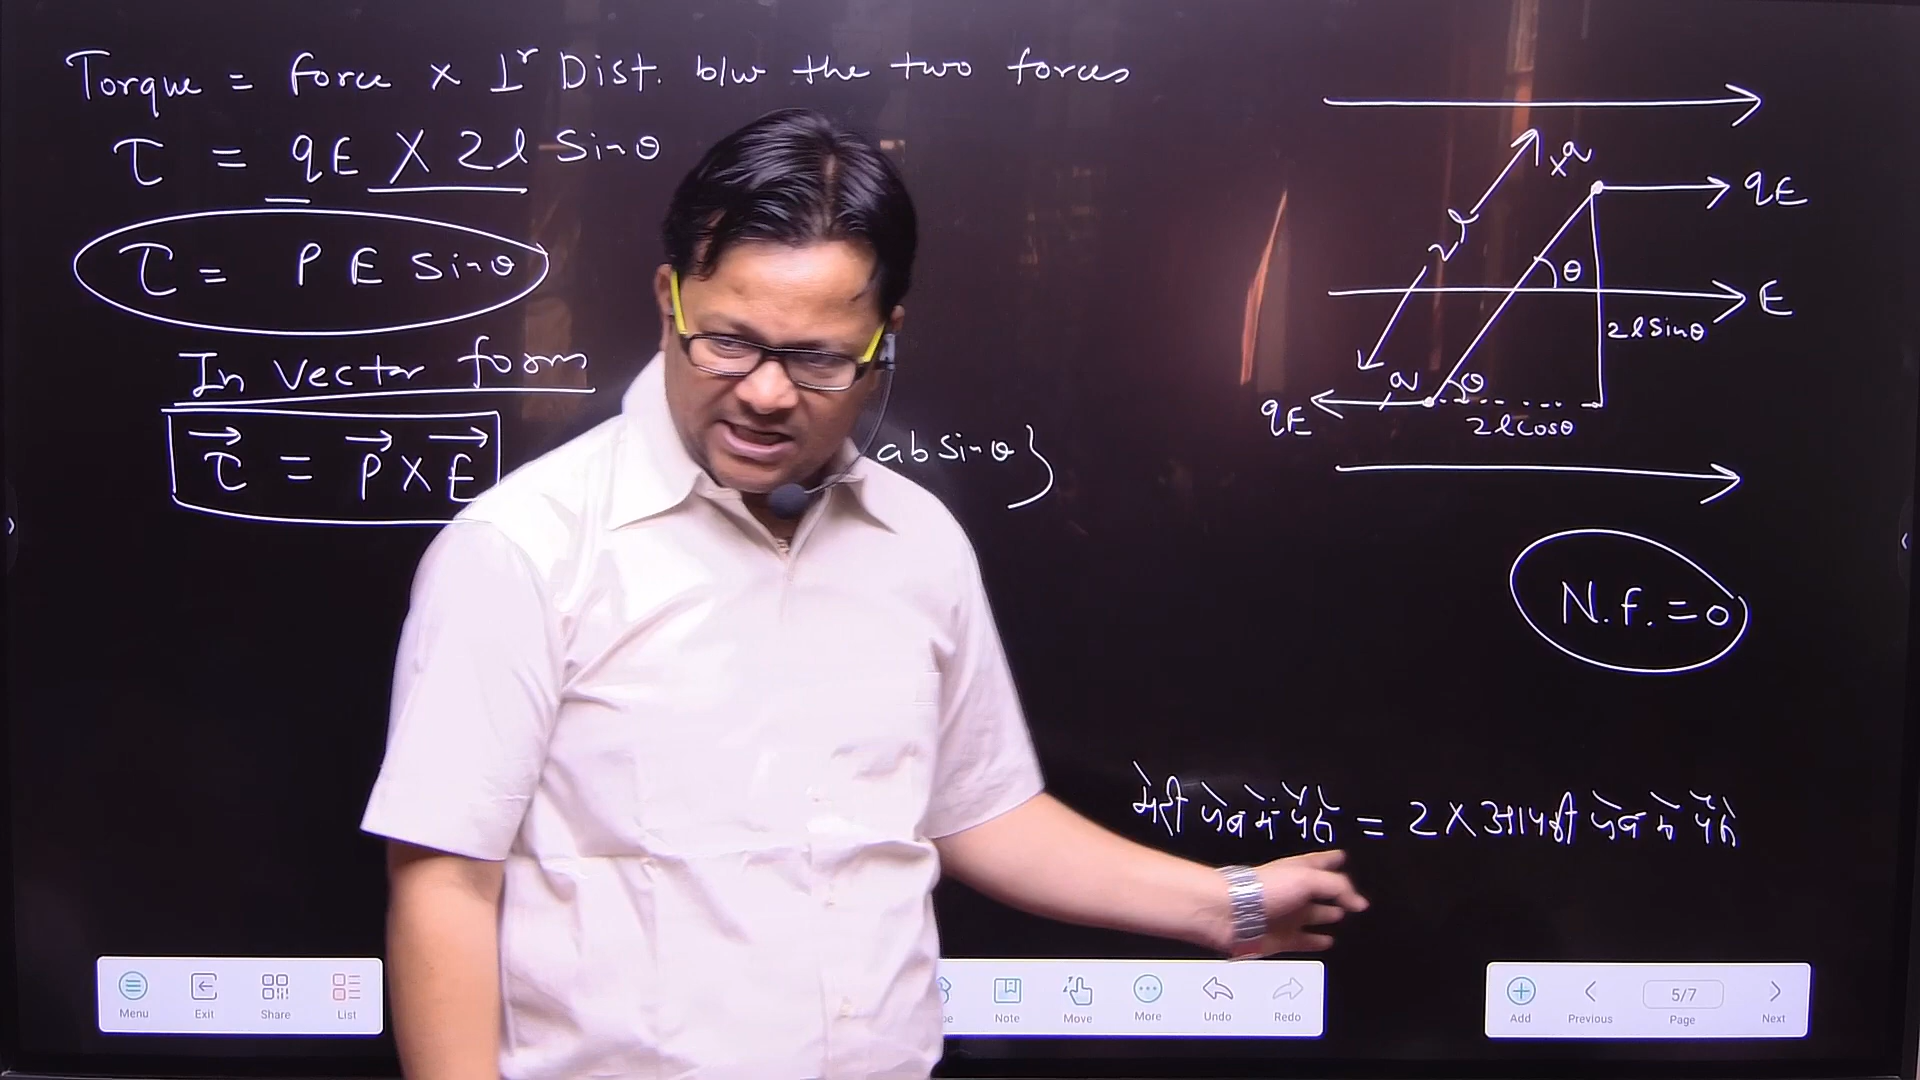 Torque = force × ⊥r Dist. b/w the two forces
τ = qE × 2l Sinθ
τ = P E Sinθ
In Vector form
τ⃗ = P⃗ × E⃗
ab Sinθ }
+q
qE
2l
θ
E
2l Sinθ
-q
θ
qE
2l cosθ
N.f. = 0
मेरी जेब में पैसे = 2 × आपकी जेब में पैसे
Menu Exit Share List Note Move More Undo Redo Add Previous 5/7 Page Next